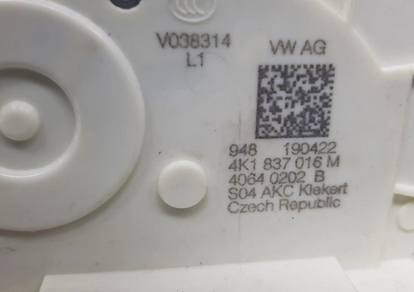 V038314
L1
VW AG
948 190422
4K1 837 016 M
4064 0202 B
S04 AKC Kiekert
Czech Republic